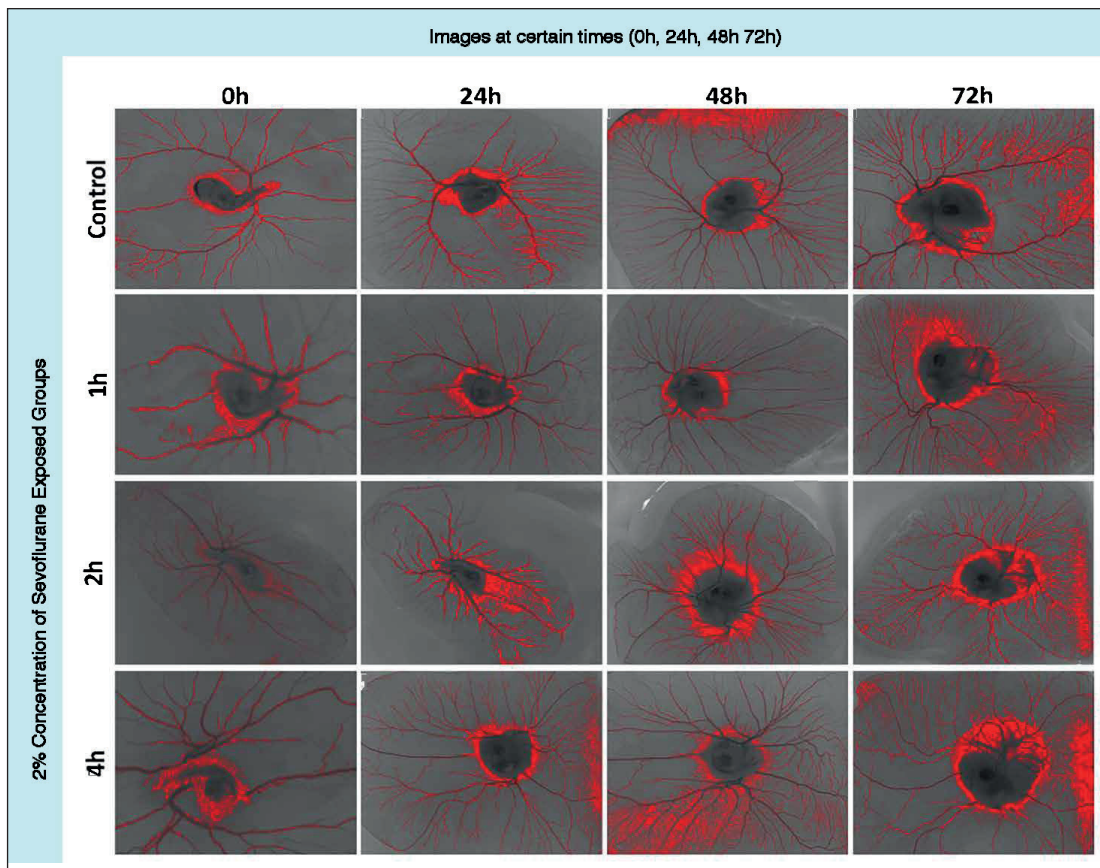 Images at certain times (0h, 24h, 48h 72h)
0h 24h 48h 72h
2% Concentration of Sevoflurane Exposed Groups
Control
1h
2h
4h